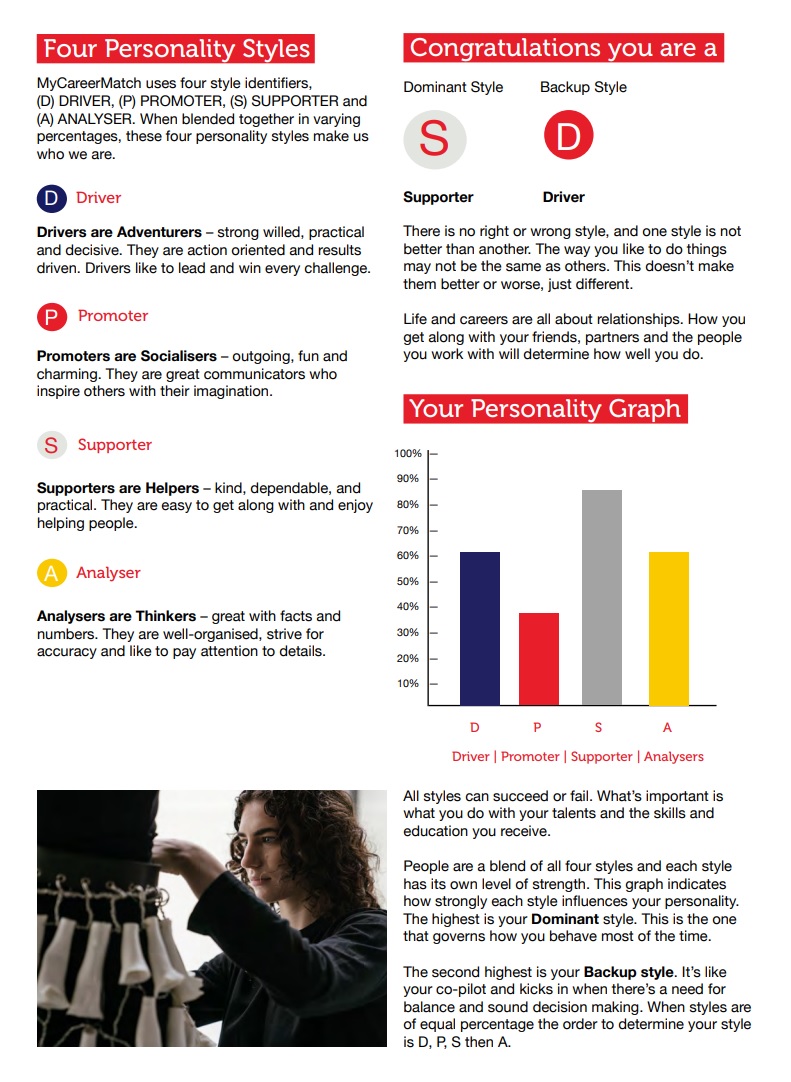 Four Personality Styles
MyCareerMatch uses four style identifiers,
(D) DRIVER, (P) PROMOTER, (S) SUPPORTER and
(A) ANALYSER. When blended together in varying
percentages, these four personality styles make us
who we are.
D Driver
Drivers are Adventurers – strong willed, practical
and decisive. They are action oriented and results
driven. Drivers like to lead and win every challenge.
P Promoter
Promoters are Socialisers – outgoing, fun and
charming. They are great communicators who
inspire others with their imagination.
S Supporter
Supporters are Helpers – kind, dependable, and
practical. They are easy to get along with and enjoy
helping people.
A Analyser
Analysers are Thinkers – great with facts and
numbers. They are well-organised, strive for
accuracy and like to pay attention to details.
Congratulations you are a
Dominant Style Backup Style
S D
Supporter Driver
There is no right or wrong style, and one style is not
better than another. The way you like to do things
may not be the same as others. This doesn’t make
them better or worse, just different.
Life and careers are all about relationships. How you
get along with your friends, partners and the people
you work with will determine how well you do.
Your Personality Graph
100%
90%
80%
70%
60%
50%
40%
30%
20%
10%
D P S A
Driver | Promoter | Supporter | Analysers
All styles can succeed or fail. What’s important is
what you do with your talents and the skills and
education you receive.
People are a blend of all four styles and each style
has its own level of strength. This graph indicates
how strongly each style influences your personality.
The highest is your Dominant style. This is the one
that governs how you behave most of the time.
The second highest is your Backup style. It’s like
your co-pilot and kicks in when there’s a need for
balance and sound decision making. When styles are
of equal percentage the order to determine your style
is D, P, S then A.